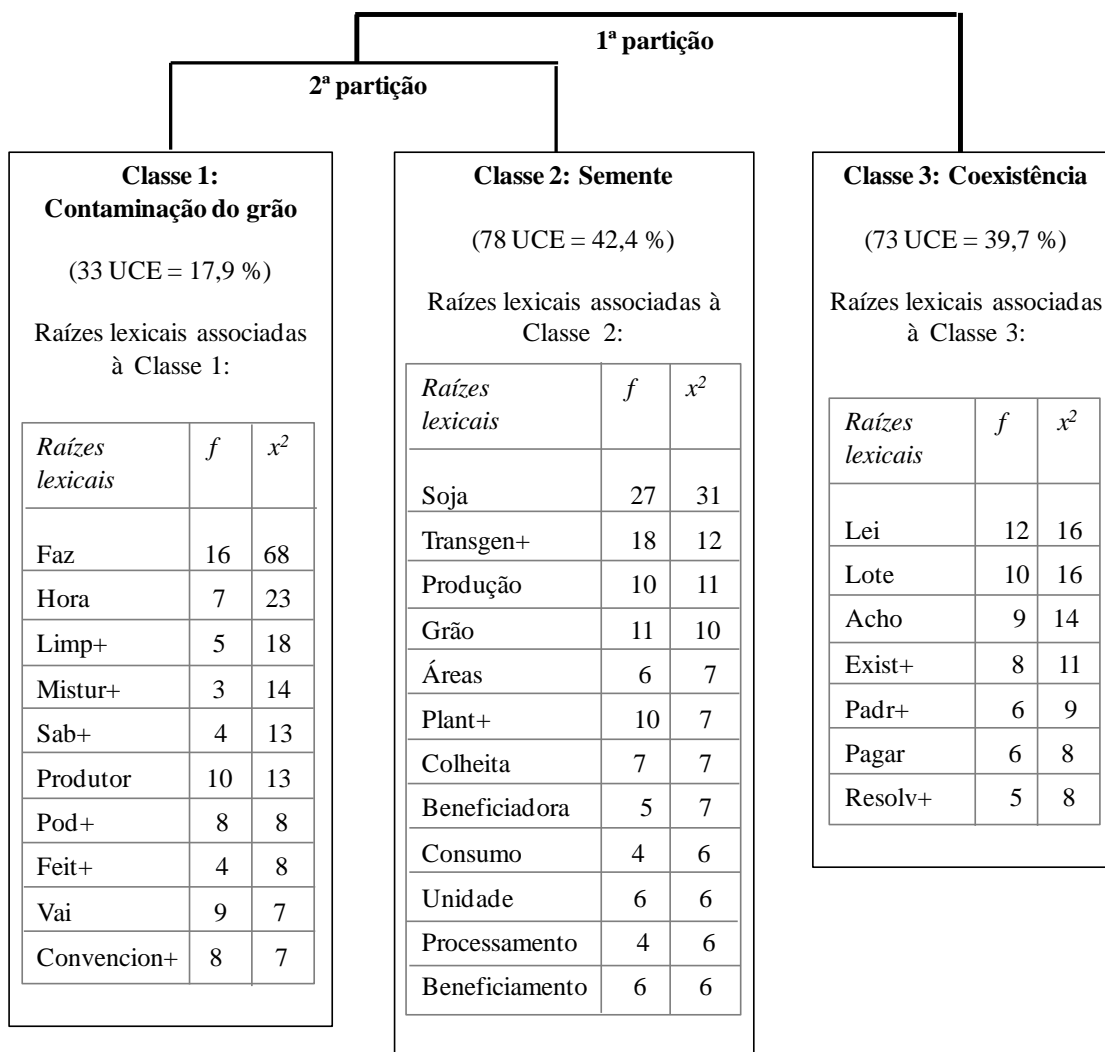 1ª partição
2ª partição
Classe 1:
Contaminação do grão
(33 UCE = 17,9 %)
Raízes lexicais associadas
à Classe 1:
Raízes lexicais f x²
Faz 16 68
Hora 7 23
Limp+ 5 18
Mistur+ 3 14
Sab+ 4 13
Produtor 10 13
Pod+ 8 8
Feit+ 4 8
Vai 9 7
Convencion+ 8 7
Classe 2: Semente
(78 UCE = 42,4 %)
Raízes lexicais associadas à
Classe 2:
Raízes lexicais f x²
Soja 27 31
Transgen+ 18 12
Produção 10 11
Grão 11 10
Áreas 6 7
Plant+ 10 7
Colheita 7 7
Beneficiadora 5 7
Consumo 4 6
Unidade 6 6
Processamento 4 6
Beneficiamento 6 6
Classe 3: Coexistência
(73 UCE = 39,7 %)
Raízes lexicais associadas
à Classe 3:
Raízes lexicais f x²
Lei 12 16
Lote 10 16
Acho 9 14
Exist+ 8 11
Padr+ 6 9
Pagar 6 8
Resolv+ 5 8